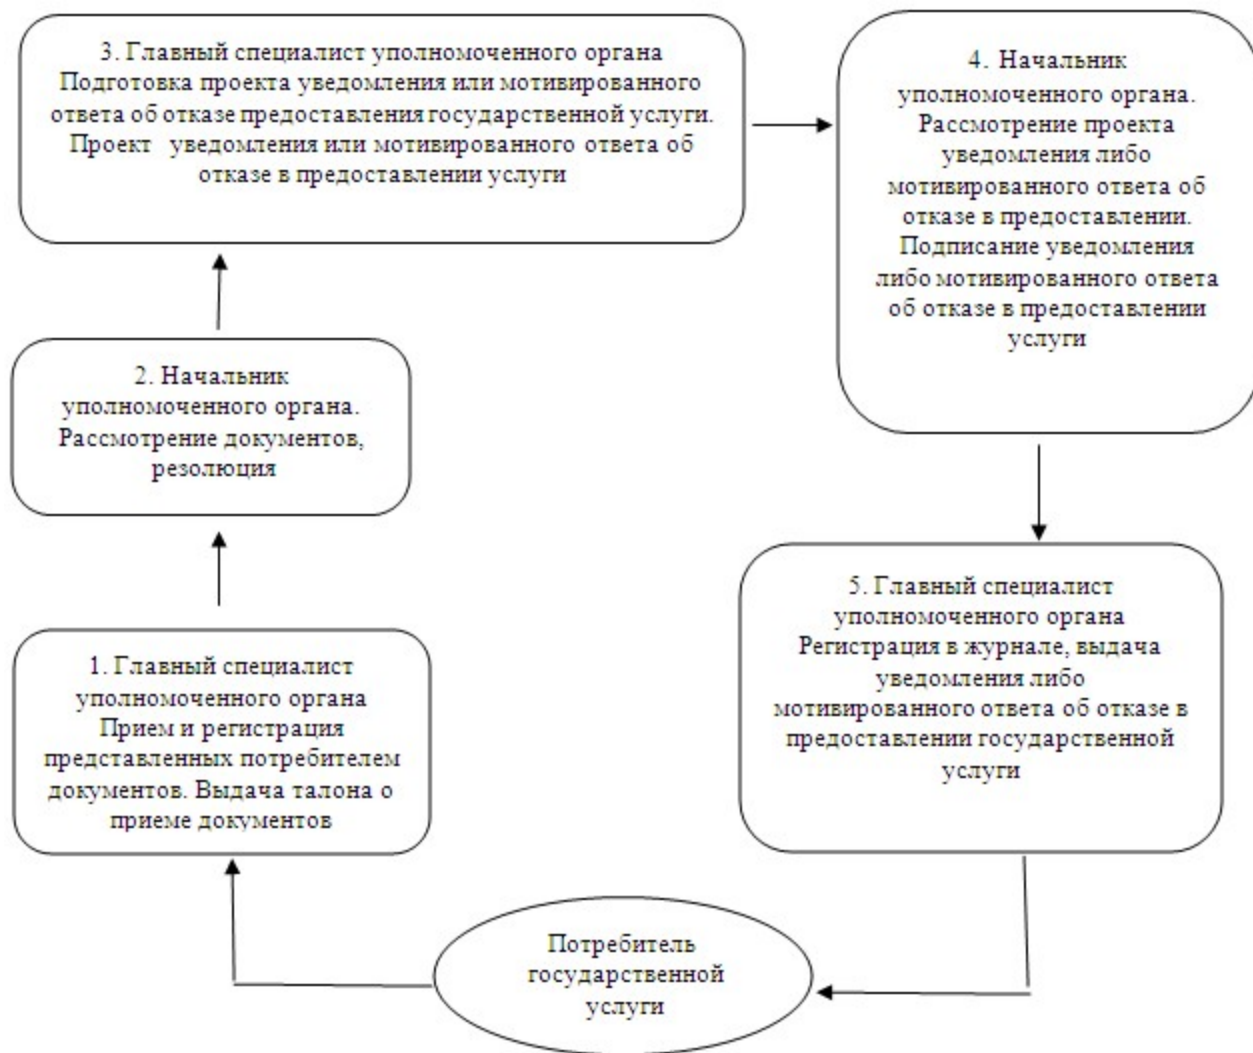 3. Главный специалист уполномоченного органа
Подготовка проекта уведомления или мотивированного
ответа об отказе предоставления государственной услуги.
Проект уведомления или мотивированного ответа об
отказе в предоставлении услуги
4. Начальник
уполномоченного органа.
Рассмотрение проекта
уведомления либо
мотивированного ответа об
отказе в предоставлении.
Подписание уведомления
либо мотивированного ответа
об отказе в предоставлении
услуги
2. Начальник
уполномоченного органа.
Рассмотрение документов,
резолюция
5. Главный специалист
уполномоченного органа
Регистрация в журнале, выдача
уведомления либо
мотивированного ответа об отказе в
предоставлении государственной
услуги
1. Главный специалист
уполномоченного органа
Прием и регистрация
представленных потребителем
документов. Выдача талона о
приеме документов
Потребитель
государственной
услуги